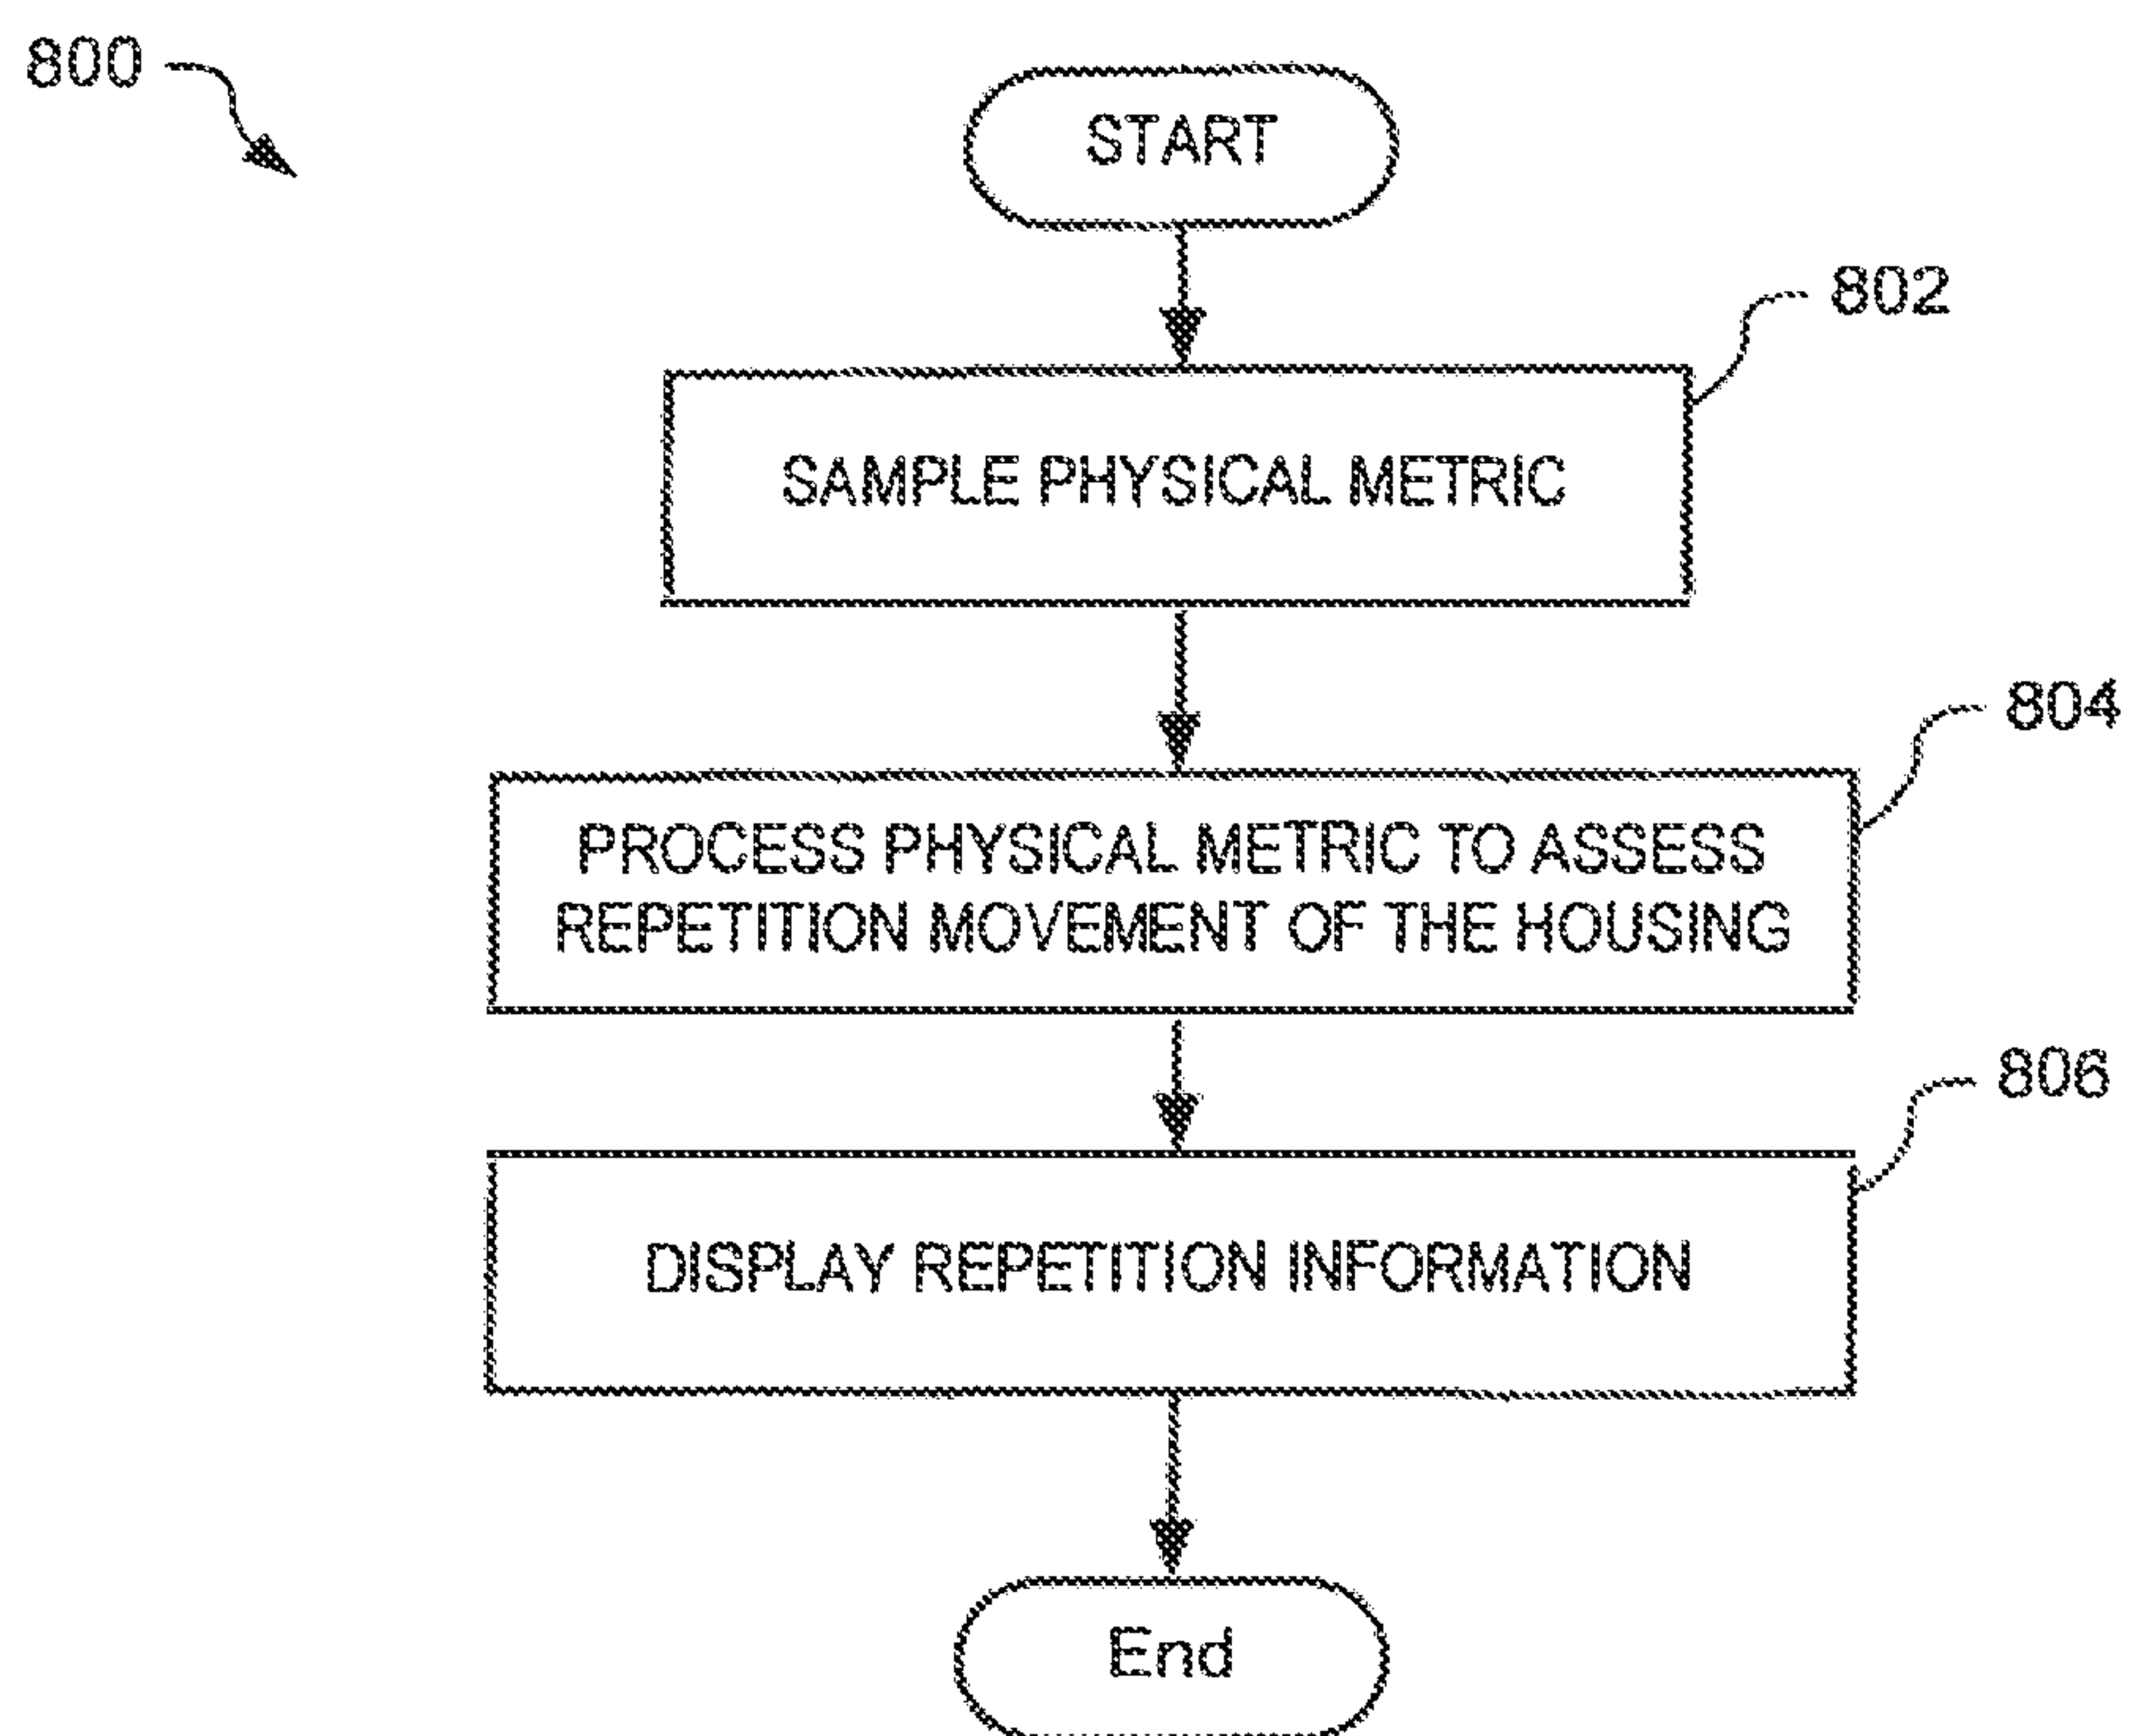 800
START
802
SAMPLE PHYSICAL METRIC
804
PROCESS PHYSICAL METRIC TO ASSESS
REPETITION MOVEMENT OF THE HOUSING
806
DISPLAY REPETITION INFORMATION
End